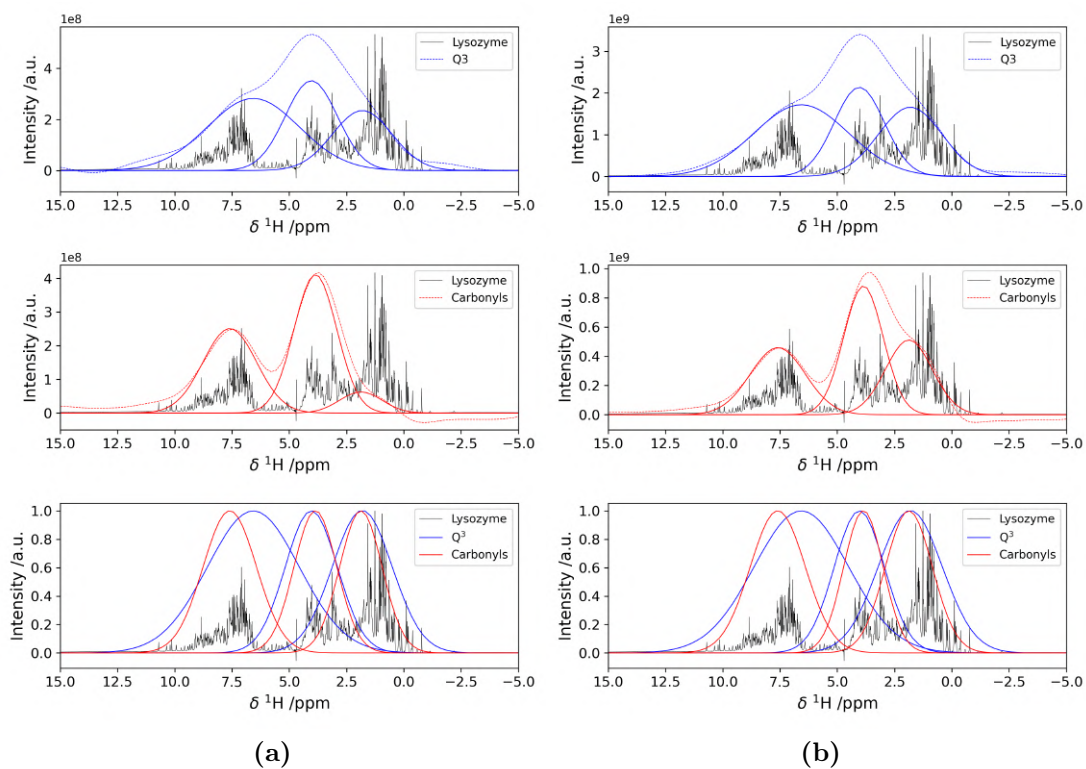 1e8
Intensity /a.u.
4
2
0
Lysozyme
Q3
15.0 12.5 10.0 7.5 5.0 2.5 0.0 −2.5 −5.0
δ ¹H /ppm
1e9
Intensity /a.u.
3
2
1
0
Lysozyme
Q3
15.0 12.5 10.0 7.5 5.0 2.5 0.0 −2.5 −5.0
δ ¹H /ppm
1e8
Intensity /a.u.
4
3
2
1
0
Lysozyme
Carbonyls
15.0 12.5 10.0 7.5 5.0 2.5 0.0 −2.5 −5.0
δ ¹H /ppm
1e9
Intensity /a.u.
1.0
0.8
0.6
0.4
0.2
0.0
Lysozyme
Carbonyls
15.0 12.5 10.0 7.5 5.0 2.5 0.0 −2.5 −5.0
δ ¹H /ppm
Intensity /a.u.
1.0
0.8
0.6
0.4
0.2
0.0
Lysozyme
Q³
Carbonyls
15.0 12.5 10.0 7.5 5.0 2.5 0.0 −2.5 −5.0
δ ¹H /ppm
Intensity /a.u.
1.0
0.8
0.6
0.4
0.2
0.0
Lysozyme
Q³
Carbonyls
15.0 12.5 10.0 7.5 5.0 2.5 0.0 −2.5 −5.0
δ ¹H /ppm
(a)
(b)